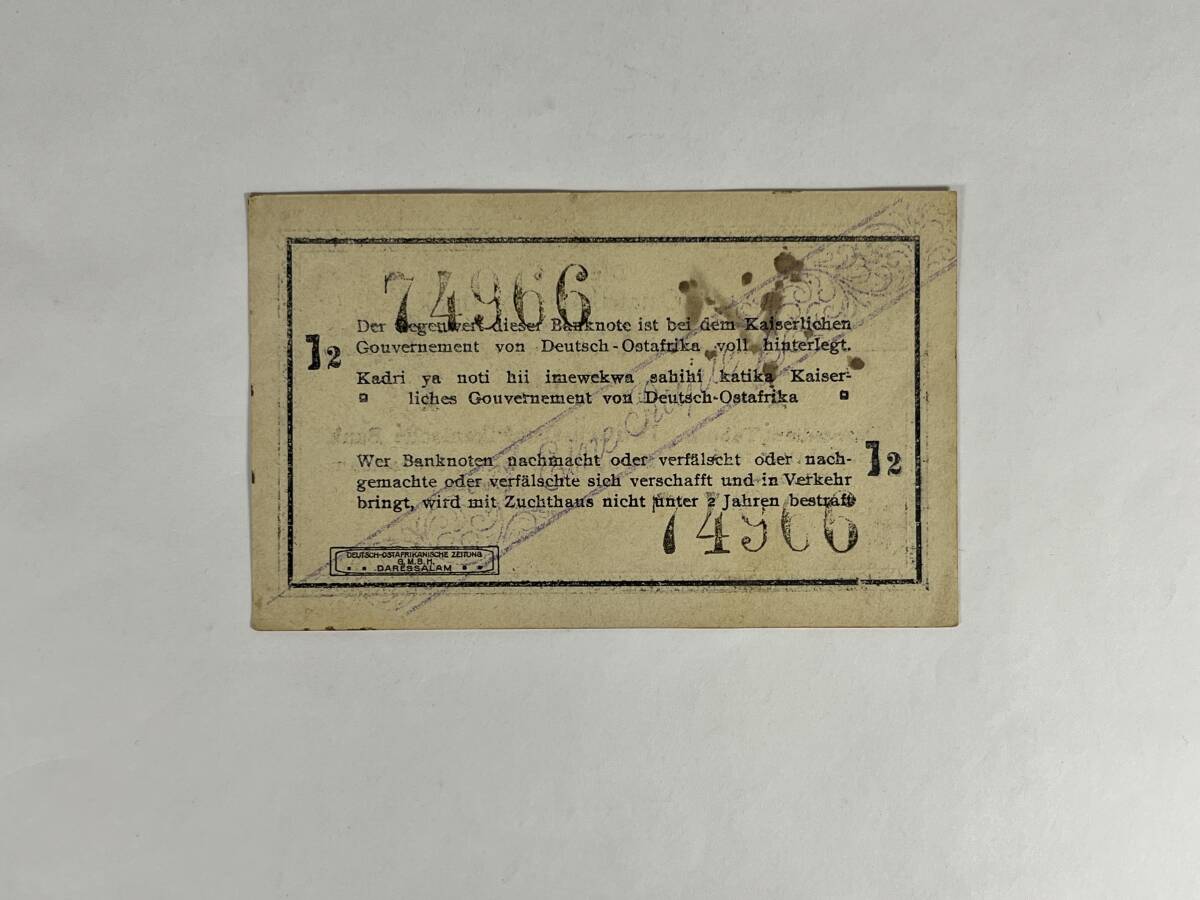 74966
Der Gegenwert dieser Banknote ist bei dem Kaiserlichen
Gouvernement von Deutsch-Ostafrika voll hinterlegt.
J2
Kadri ya noti hii imewekwa sahihi katika Kaiser-
liches Gouvernement von Deutsch-Ostafrika
Eine Rupie
Wer Banknoten nachmacht oder verfälscht oder nach-
gemachte oder verfälschte sich verschafft und in Verkehr
bringt, wird mit Zuchthaus nicht unter 2 Jahren bestraft
J2
74966
DEUTSCH-OSTAFRIKANISCHE ZEITUNG
G.M.B.H.
DARESSALAM